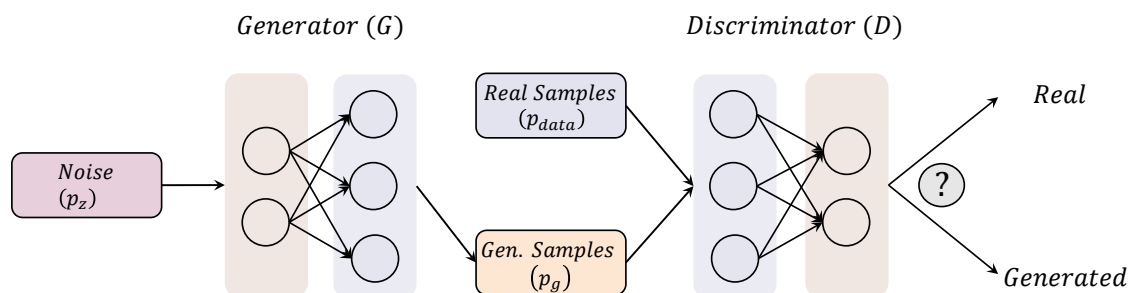 Generator (G)
Discriminator (D)
Noise
(p_z)
Real Samples
(p_data)
Gen. Samples
(p_g)
Real
?
Generated